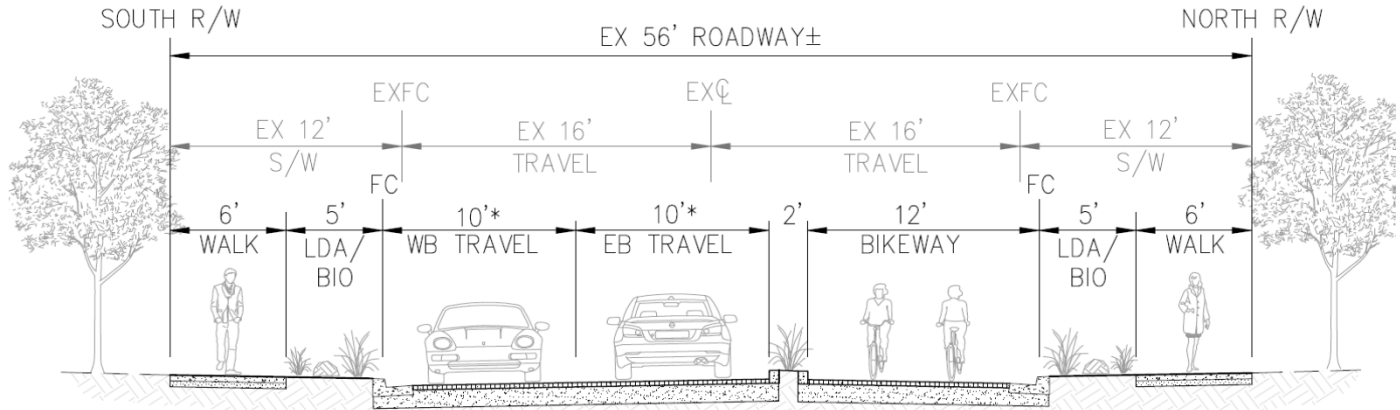 SOUTH R/W
NORTH R/W
EX 56' ROADWAY±
EXFC
EX℄
EXFC
EX 12'
S/W
EX 16'
TRAVEL
EX 16'
TRAVEL
EX 12'
S/W
FC
FC
6'
WALK
5'
LDA/
BIO
10'*
WB TRAVEL
10'*
EB TRAVEL
2'
12'
BIKEWAY
5'
LDA/
BIO
6'
WALK